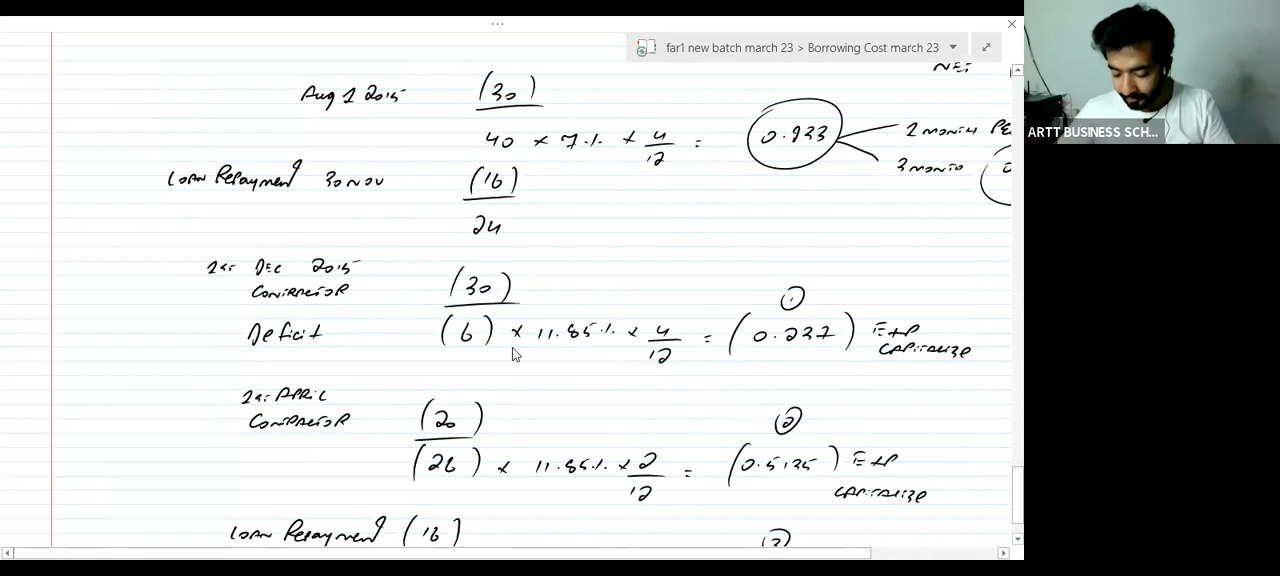 far1 new batch march 23 > Borrowing Cost march 23
NET
Aug 1 2015 (30)
40 × 7% × 4/12 = 0.933
2 MONTH
3 MONTH
Loan Repayment 30 Nov (16)
24
1st Dec 2015
Contractor (30)
①
Deficit (6) × 11.85% × 4/12 = (0.237) Exp
Capitalize
1st April
Contractor (20)
②
(26) × 11.85% × 2/12 = (0.5135) Exp
Capitalize
Loan Repayment (16)
ARTT BUSINESS SCH...